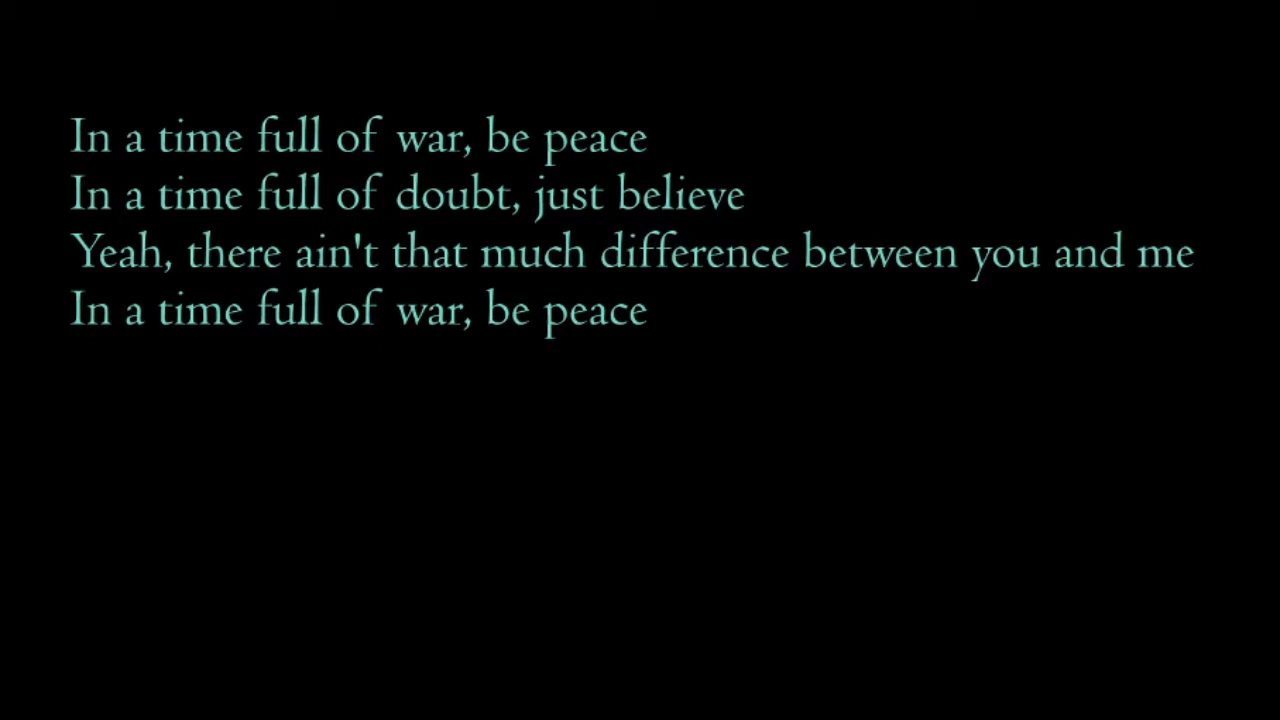 In a time full of war, be peace
In a time full of doubt, just believe
Yeah, there ain't that much difference between you and me
In a time full of war, be peace